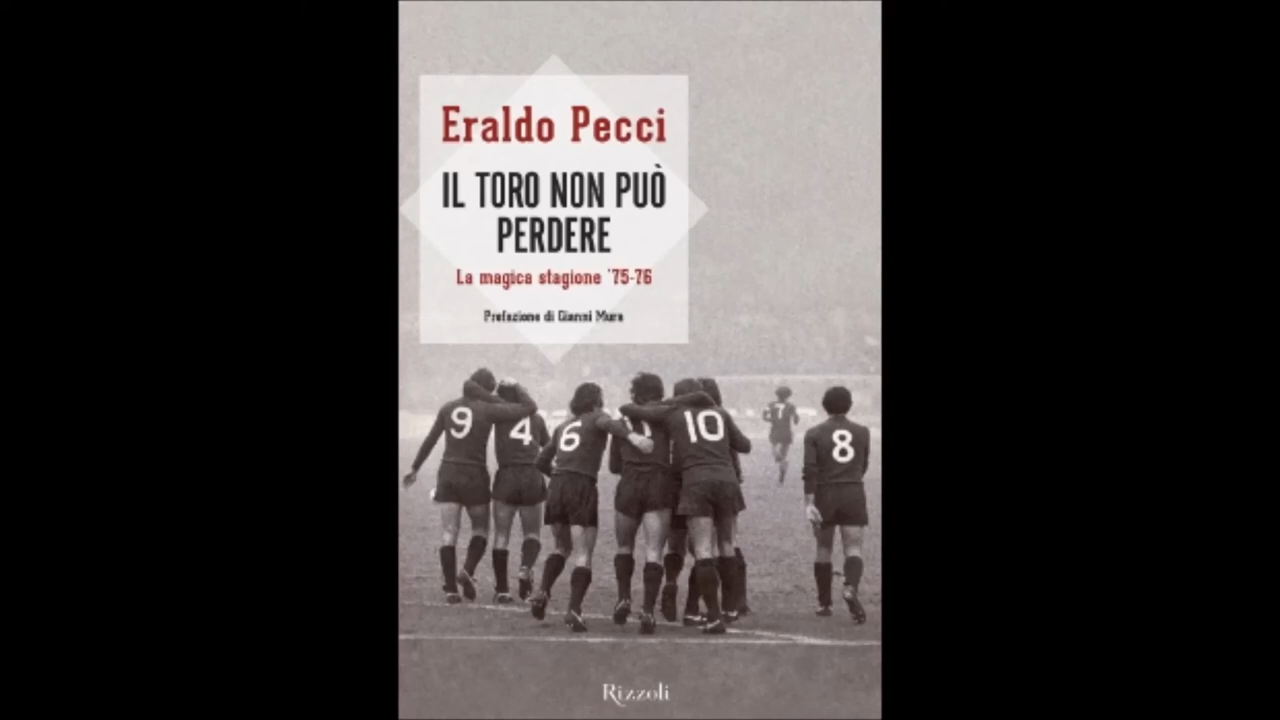 Eraldo Pecci
IL TORO NON PUÒ
PERDERE
La magica stagione '75-76
Prefazione di Gianni Mura
9
4
6
10
7
8
Rizzoli